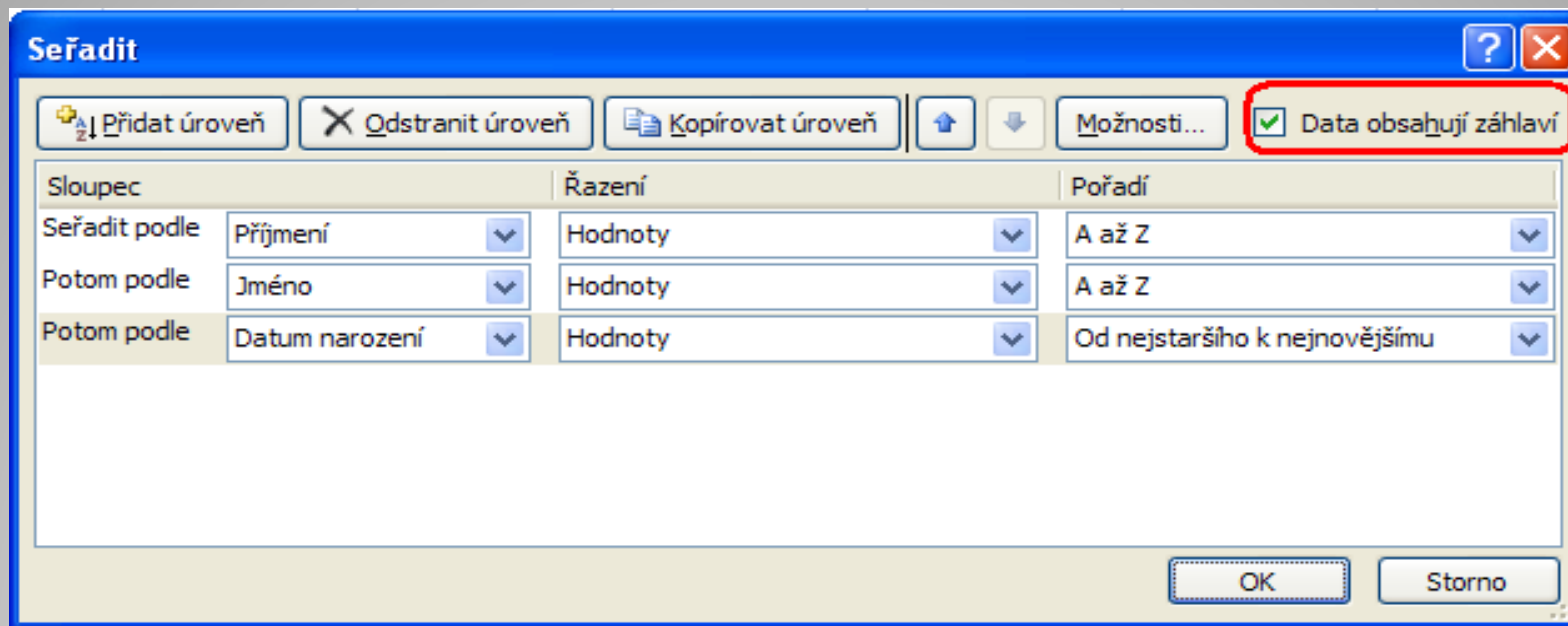 Seřadit
Přidat úroveň Odstranit úroveň Kopírovat úroveň Možnosti... Data obsahují záhlaví
Sloupec Řazení Pořadí
Seřadit podle Příjmení Hodnoty A až Z
Potom podle Jméno Hodnoty A až Z
Potom podle Datum narození Hodnoty Od nejstaršího k nejnovějšímu
OK Storno